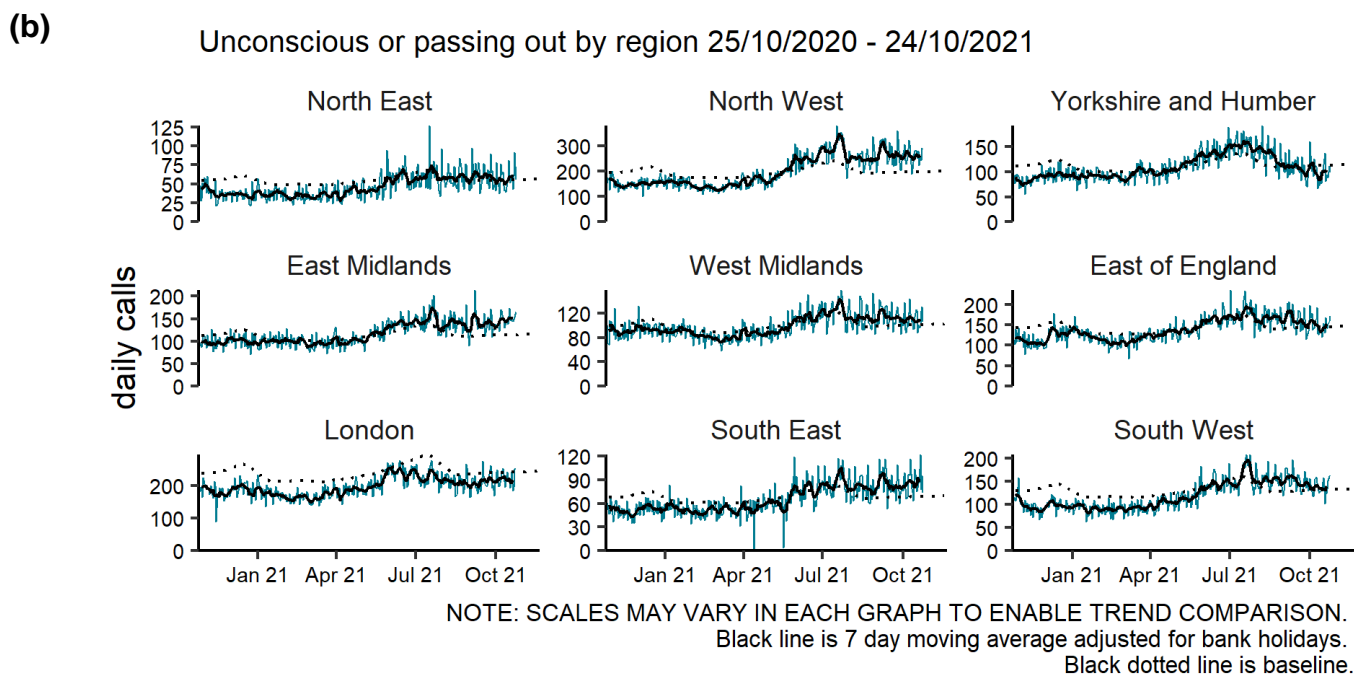 (b)
Unconscious or passing out by region 25/10/2020 - 24/10/2021
North East
North West
Yorkshire and Humber
125
100
75
50
25
0
300
200
100
0
150
100
50
0
East Midlands
West Midlands
East of England
daily calls
200
150
100
50
0
120
80
40
0
200
150
100
50
0
London
South East
South West
200
100
0
120
90
60
30
0
200
150
100
50
0
Jan 21 Apr 21 Jul 21 Oct 21
Jan 21 Apr 21 Jul 21 Oct 21
Jan 21 Apr 21 Jul 21 Oct 21
NOTE: SCALES MAY VARY IN EACH GRAPH TO ENABLE TREND COMPARISON.
Black line is 7 day moving average adjusted for bank holidays.
Black dotted line is baseline.